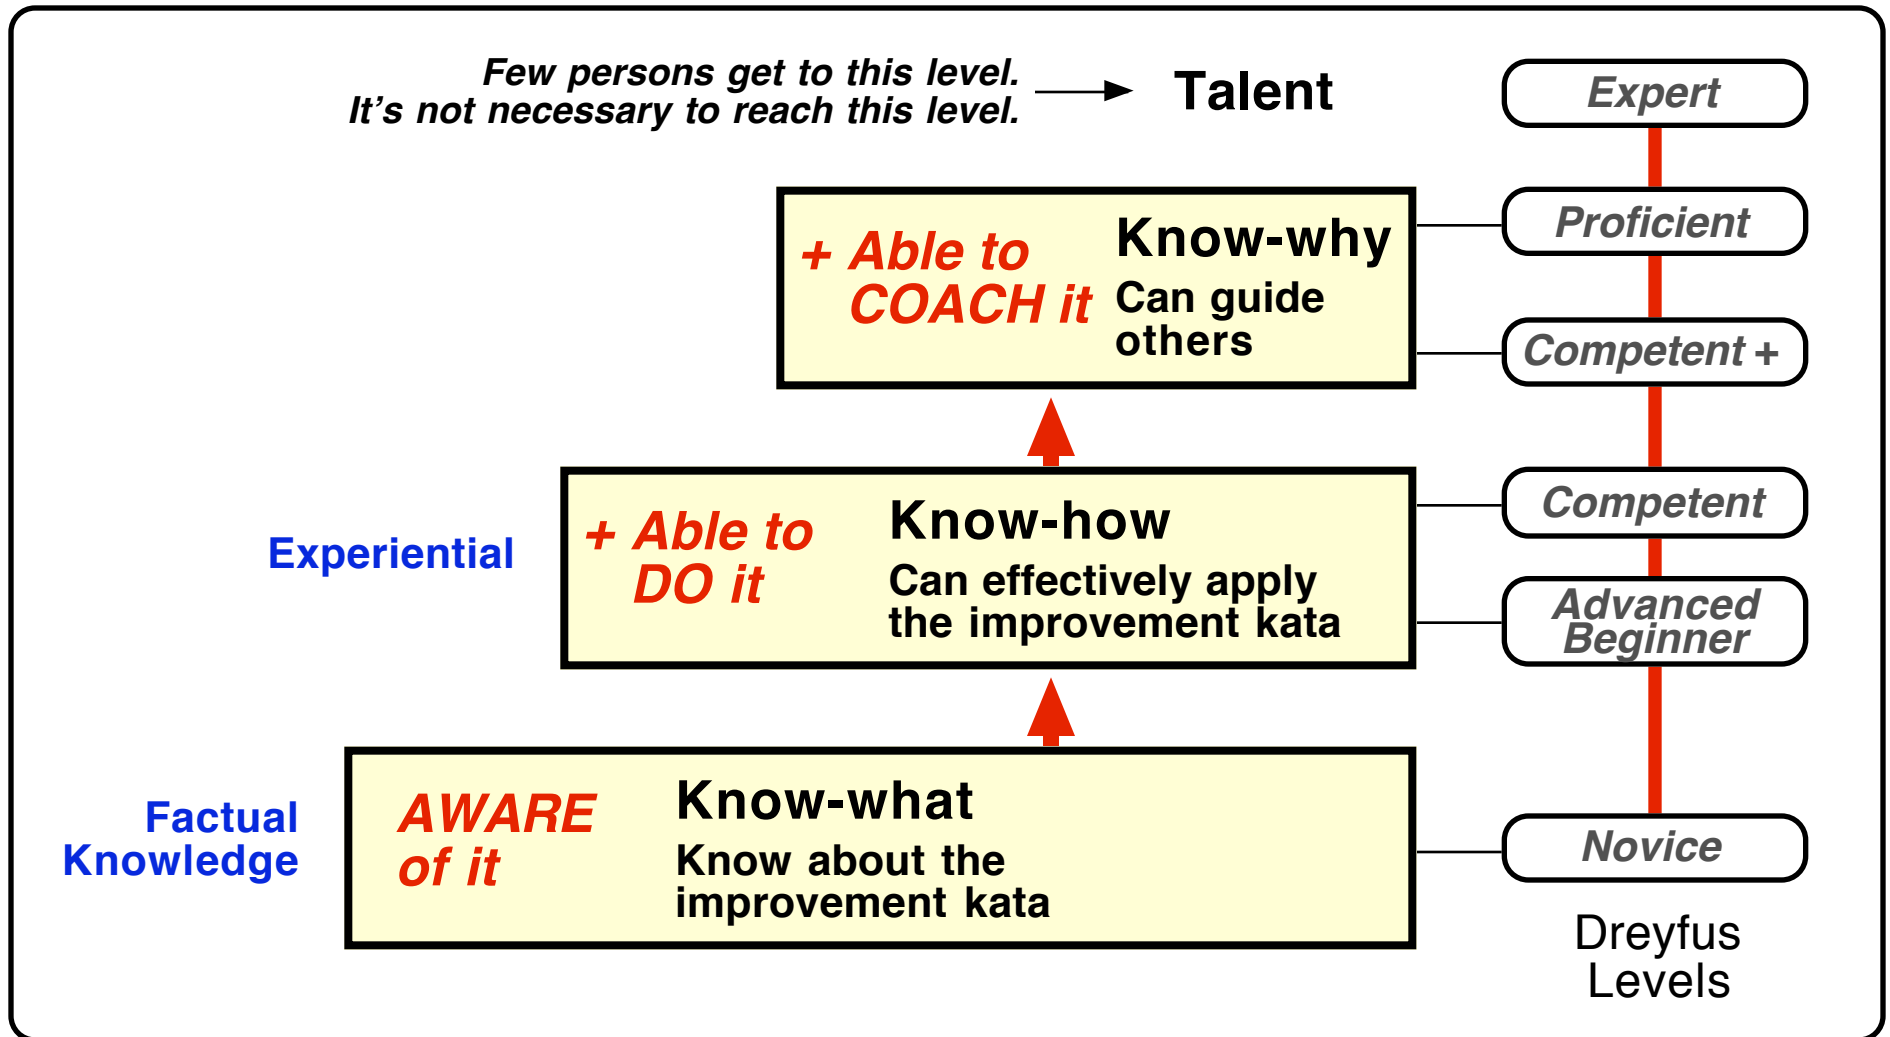 Few persons get to this level.
It's not necessary to reach this level.
Talent
Expert
+ Able to
COACH it
Know-why
Can guide
others
Proficient
Competent +
Experiential
+ Able to
DO it
Know-how
Can effectively apply
the improvement kata
Competent
Advanced
Beginner
Factual
Knowledge
AWARE
of it
Know-what
Know about the
improvement kata
Novice
Dreyfus
Levels